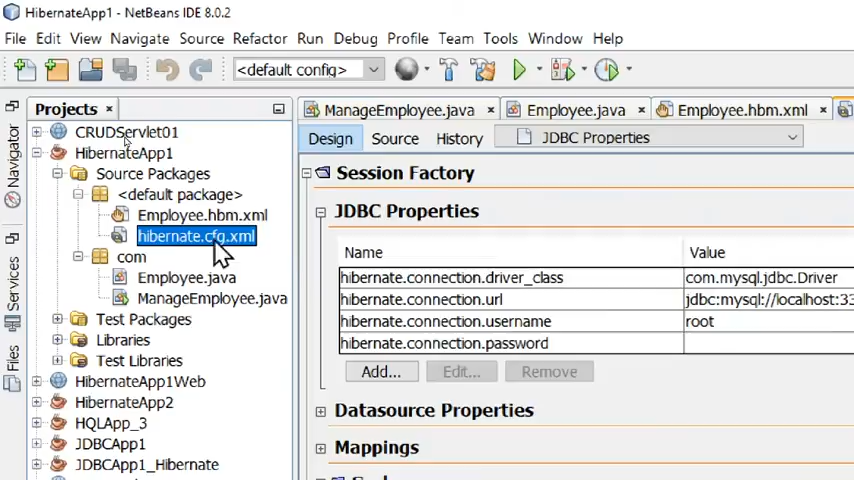 HibernateApp1 - NetBeans IDE 8.0.2
File Edit View Navigate Source Refactor Run Debug Profile Team Tools Window Help
<default config>
Projects
ManageEmployee.java
Employee.java
Employee.hbm.xml
Navigator
Services
Files
CRUDServlet01
HibernateApp1
Source Packages
<default package>
Employee.hbm.xml
hibernate.cfg.xml
com
Employee.java
ManageEmployee.java
Test Packages
Libraries
Test Libraries
HibernateApp1Web
HibernateApp2
HQLApp_3
JDBCApp1
JDBCApp1_Hibernate
Design Source History JDBC Properties
Session Factory
JDBC Properties
Name Value
hibernate.connection.driver_class com.mysql.jdbc.Driver
hibernate.connection.url jdbc:mysql://localhost:33
hibernate.connection.username root
hibernate.connection.password
Add... Edit... Remove
Datasource Properties
Mappings